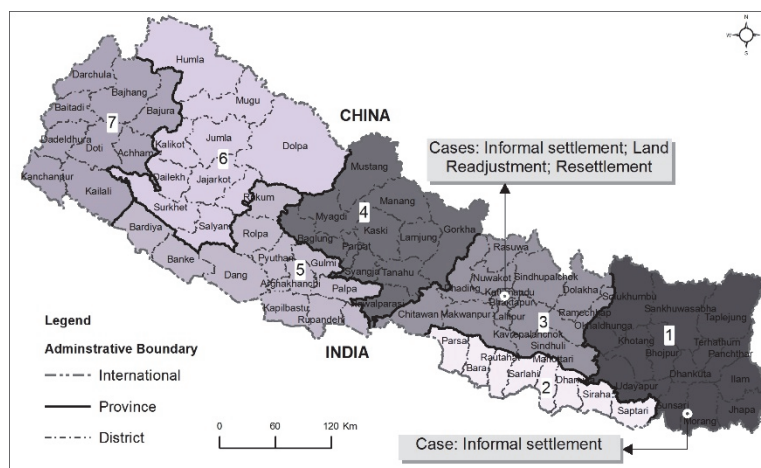 N
W
E
S
Humla
Darchula
Bajhang
Mugu
CHINA
Baitadi
Bajura
7
Jumla
Dolpa
Dadeldhura
Doti
Achham
Kalikot
6
Cases: Informal settlement; Land
Readjustment; Resettlement
Kanchanpur
Dailekh
Jajarkot
Mustang
Kailali
Surkhet
Rukum
4
Manang
Salyan
Myagdi
Kaski
Gorkha
Bardiya
Rolpa
Baglung
Parbat
Lamjung
Rasuwa
Banke
Pyuthan
Gulmi
Syangja
Tanahu
Nuwakot
Sindhupalchok
5
Dang
Arghakhanchi
Palpa
Dhading
Kathmandu
Dolakha
Solukhumbu
Sankhuwasabha
Taplejung
Kapilbastu
Nawalparasi
Bhaktapur
Rupandehi
Chitawan
Makwanpur
Lalitpur
3
Ramechhap
Okhaldhunga
1
Khotang
Terhathum
Panchthar
Kavrepalanchok
Bhojpur
Sindhuli
INDIA
Parsa
Rautahat
Mahottari
Dhankuta
Bara
Sarlahi
2
Udayapur
Ilam
Siraha
Saptari
Sunsari
Morang
Jhapa
Legend
Adminstrative Boundary
International
Province
District
0 60 120 Km
Case: Informal settlement